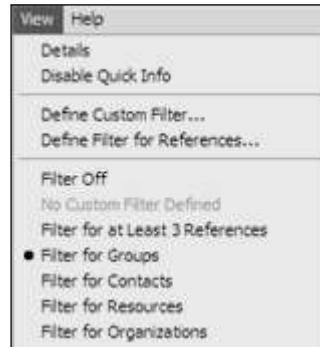 View Help
Details
Disable Quick Info
Define Custom Filter...
Define Filter for References...
Filter Off
No Custom Filter Defined
Filter for at Least 3 References
Filter for Groups
Filter for Contacts
Filter for Resources
Filter for Organizations